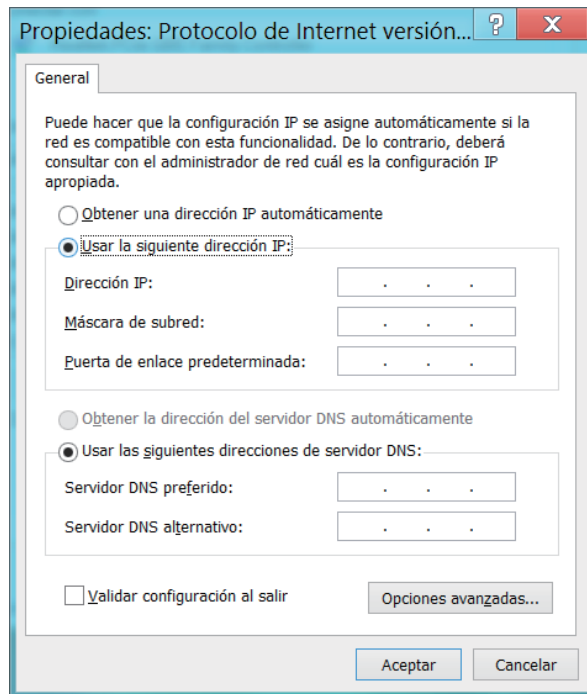 Propiedades: Protocolo de Internet versión...
?
X
General
Puede hacer que la configuración IP se asigne automáticamente si la
red es compatible con esta funcionalidad. De lo contrario, deberá
consultar con el administrador de red cuál es la configuración IP
apropiada.
Obtener una dirección IP automáticamente
Usar la siguiente dirección IP:
Dirección IP:
. . .
Máscara de subred:
. . .
Puerta de enlace predeterminada:
. . .
Obtener la dirección del servidor DNS automáticamente
Usar las siguientes direcciones de servidor DNS:
Servidor DNS preferido:
. . .
Servidor DNS alternativo:
. . .
Validar configuración al salir
Opciones avanzadas...
Aceptar
Cancelar